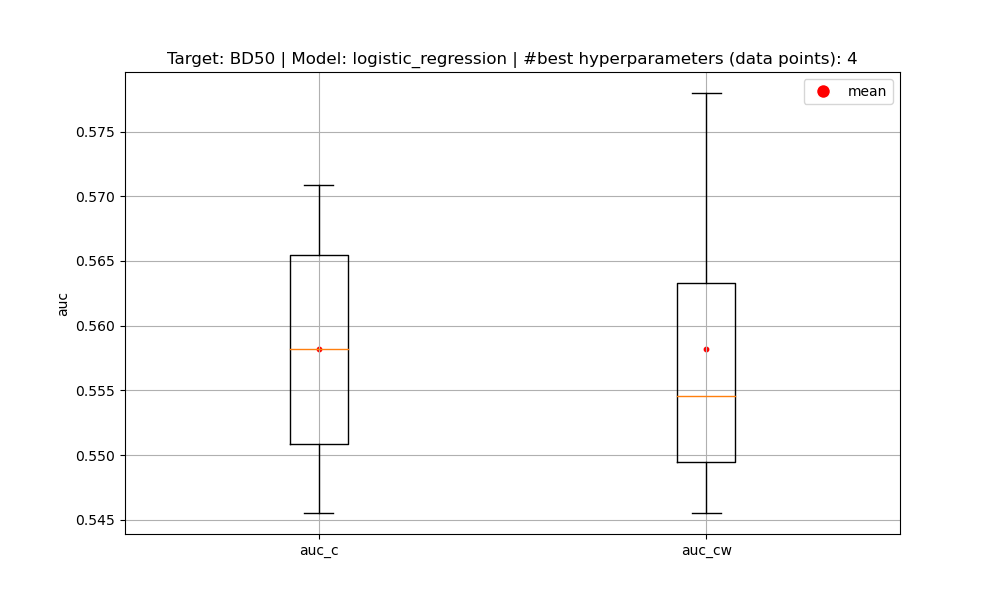 Target: BD50 | Model: logistic_regression | #best hyperparameters (data points): 4
mean
0.575
0.570
0.565
0.560
0.555
0.550
0.545
auc
auc_c
auc_cw